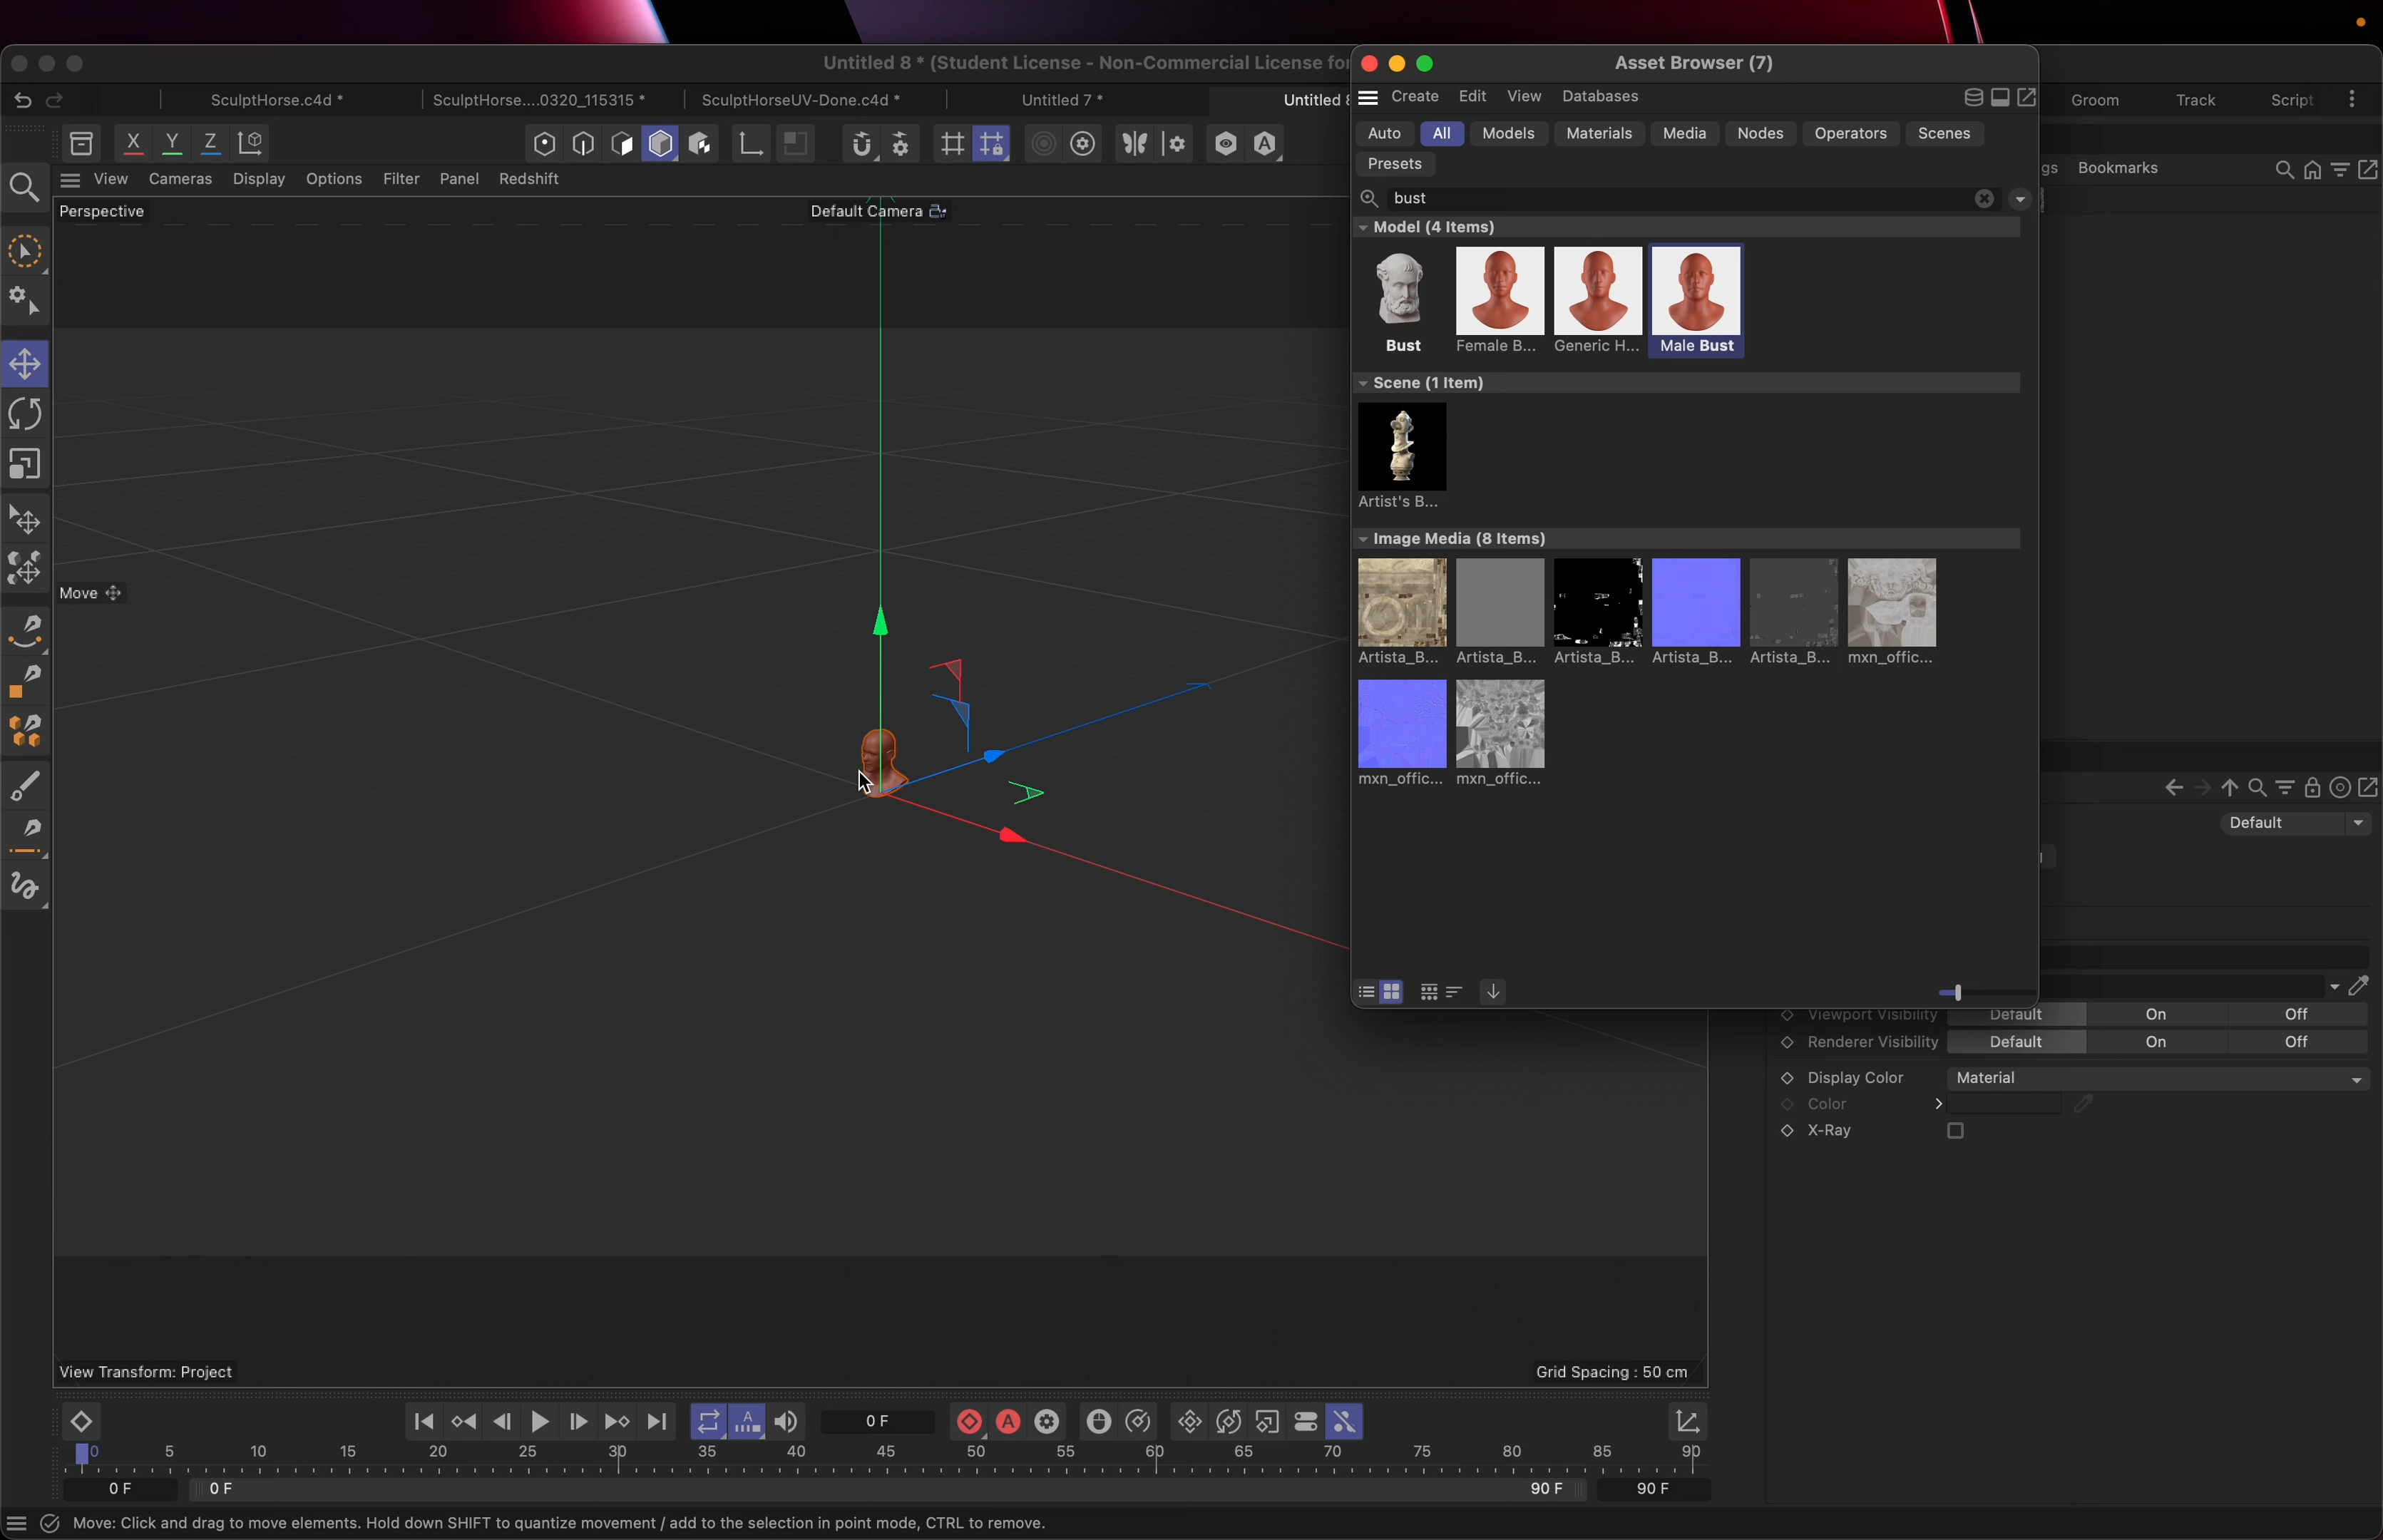 Untitled 8 * (Student License - Non-Commercial License for
SculptHorse.c4d *
SculptHorse....0320_115315 *
SculptHorseUV-Done.c4d *
Untitled 7 *
Untitled
Groom
Track
Script
X
Y
Z
View
Cameras
Display
Options
Filter
Panel
Redshift
Perspective
Default Camera
Move
View Transform: Project
Grid Spacing : 50 cm
Asset Browser (7)
Create
Edit
View
Databases
Auto
All
Models
Materials
Media
Nodes
Operators
Scenes
Presets
bust
Model (4 Items)
Bust
Female B...
Generic H...
Male Bust
Scene (1 Item)
Artist's B...
Image Media (8 Items)
Artista_B...
Artista_B...
Artista_B...
Artista_B...
Artista_B...
mxn_offic...
mxn_offic...
mxn_offic...
gs
Bookmarks
Default
Viewport Visibility
Default
On
Off
Renderer Visibility
Default
On
Off
Display Color
Material
Color
X-Ray
A
A
A
0 F
0 5 10 15 20 25 30 35 40 45 50 55 60 65 70 75 80 85 90
0 F
0 F
90 F
90 F
Move: Click and drag to move elements. Hold down SHIFT to quantize movement / add to the selection in point mode, CTRL to remove.